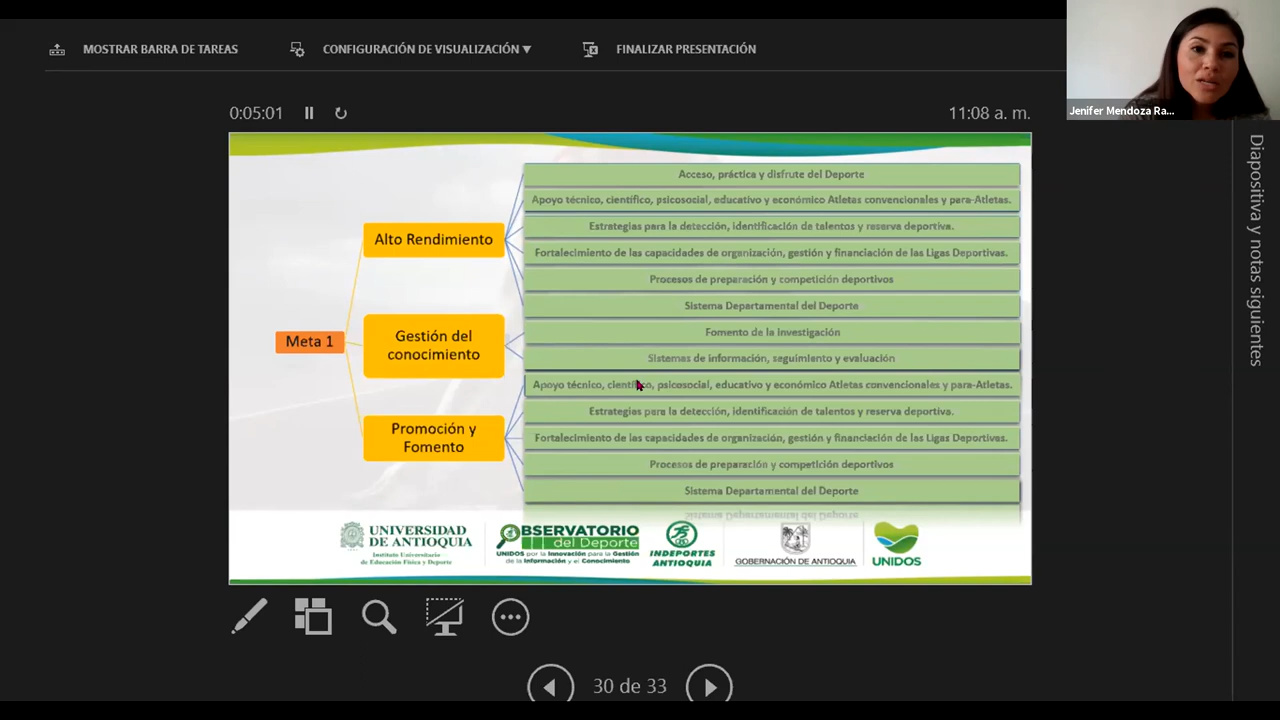 MOSTRAR BARRA DE TAREAS
CONFIGURACIÓN DE VISUALIZACIÓN ▼
FINALIZAR PRESENTACIÓN
Jenifer Mendoza Ra...
0:05:01
11:08 a. m.
Diapositiva y notas siguientes
Meta 1
Alto Rendimiento
Acceso, práctica y disfrute del Deporte
Apoyo técnico, científico, psicosocial, educativo y económico Atletas convencionales y para-Atletas.
Estrategias para la detección, identificación de talentos y reserva deportiva.
Fortalecimiento de las capacidades de organización, gestión y financiación de las Ligas Deportivas.
Procesos de preparación y competición deportivos
Sistema Departamental del Deporte
Gestión del
conocimiento
Fomento de la Investigación
Sistemas de información, seguimiento y evaluación
Promoción y
Fomento
Apoyo técnico, científico, psicosocial, educativo y económico Atletas convencionales y para-Atletas.
Estrategias para la detección, identificación de talentos y reserva deportiva.
Fortalecimiento de las capacidades de organización, gestión y financiación de las Ligas Deportivas.
Procesos de preparación y competición deportivos
Sistema Departamental del Deporte
UNIVERSIDAD
DE ANTIOQUIA
Instituto Universitario
de Educación Física y Deporte
OBSERVATORIO
del Deporte
UNIDOS por la Innovación para la Gestión
de la Información y el Conocimiento
INDEPORTES
ANTIOQUIA
GOBERNACIÓN DE ANTIOQUIA
UNIDOS
30 de 33